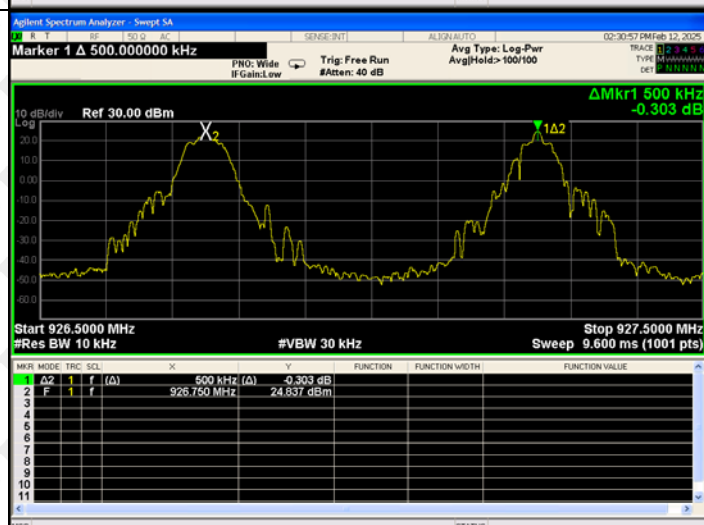 Agilent Spectrum Analyzer - Swept SA
R T RF 50 Ω AC SENSE:INT ALIGN AUTO 02:30:57 PM Feb 12, 2025
Marker 1 Δ 500.000000 kHz
PNO: Wide
IFGain:Low
Trig: Free Run
#Atten: 40 dB
Avg Type: Log-Pwr
Avg|Hold:> 100/100
TRACE 1 2 3 4 5 6
TYPE M
DET P N N N N N
ΔMkr1 500 kHz
-0.303 dB
10 dB/div Ref 30.00 dBm
Log
20.0
10.0
0.00
-10.0
-20.0
-30.0
-40.0
-50.0
-60.0
X2
1Δ2
Start 926.5000 MHz Stop 927.5000 MHz
#Res BW 10 kHz #VBW 30 kHz Sweep 9.600 ms (1001 pts)
MKR MODE TRC SCL X Y FUNCTION FUNCTION WIDTH FUNCTION VALUE
1 Δ2 1 f (Δ) 500 kHz (Δ) -0.303 dB
2 F 1 f 926.750 MHz 24.837 dBm
3
4
5
6
7
8
9
10
11